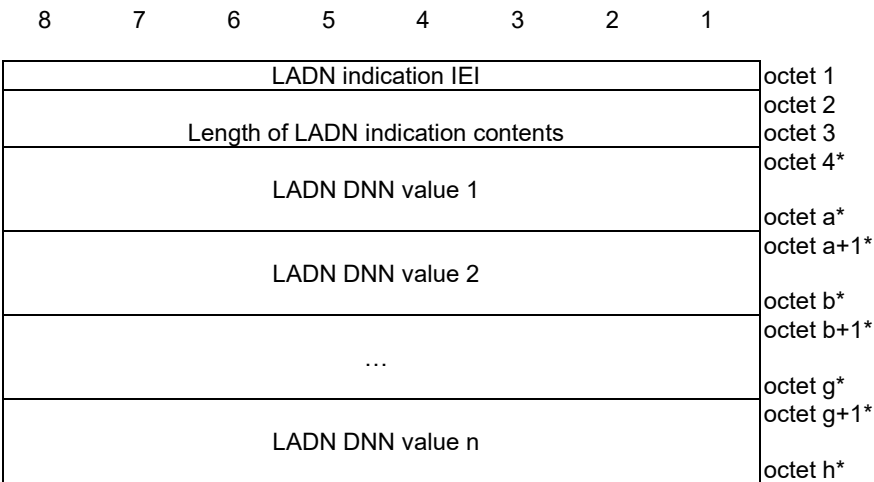 8 7 6 5 4 3 2 1
LADN indication IEI octet 1
octet 2
Length of LADN indication contents octet 3
octet 4*
LADN DNN value 1
octet a*
octet a+1*
LADN DNN value 2
octet b*
octet b+1*
…
octet g*
octet g+1*
LADN DNN value n
octet h*